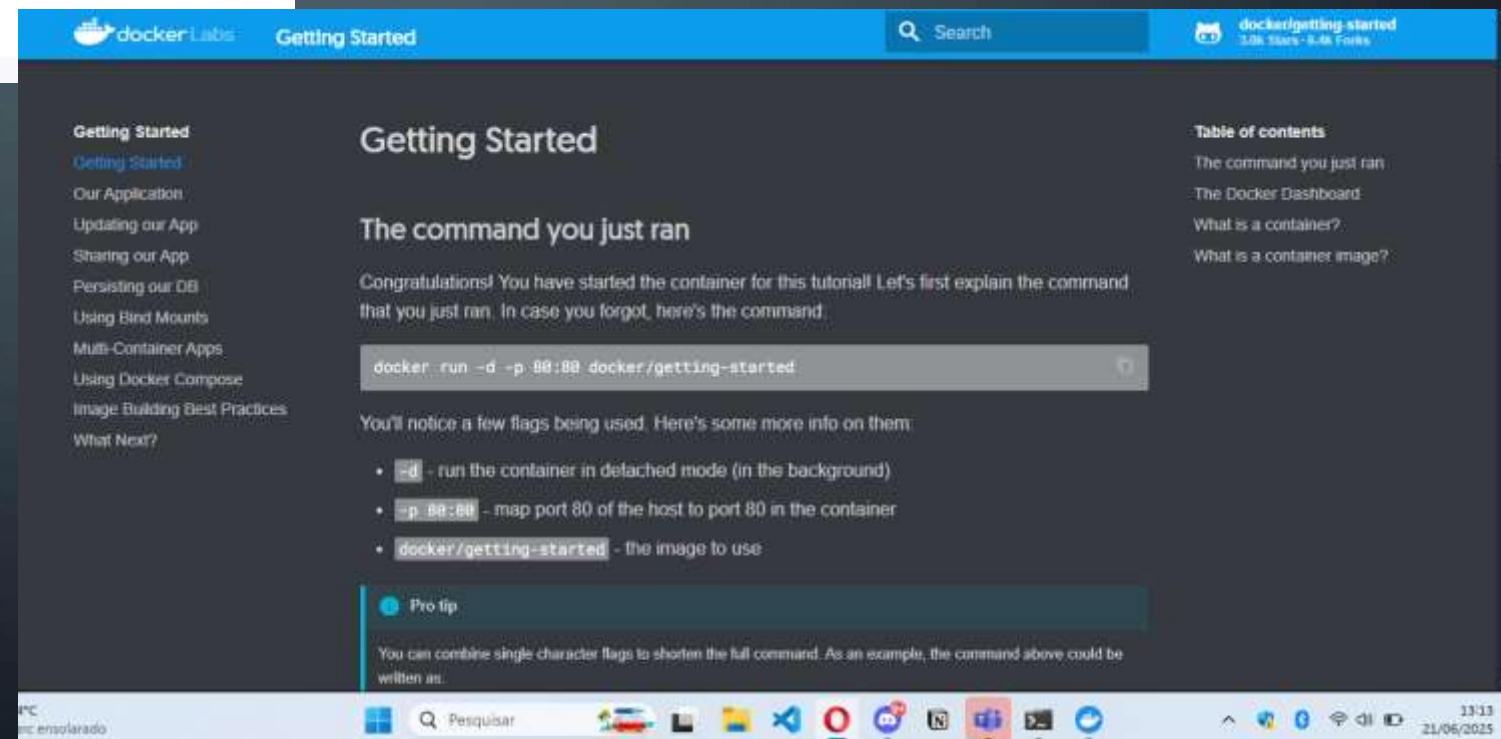 dockerLabs
Getting Started
Search
docker/getting-started
3.0k Stars · 8.4k Forks
Getting Started
Getting Started
Our Application
Updating our App
Sharing our App
Persisting our DB
Using Bind Mounts
Multi-Container Apps
Using Docker Compose
Image Building Best Practices
What Next?
Getting Started
The command you just ran
Congratulations! You have started the container for this tutorial! Let's first explain the command
that you just ran. In case you forgot, here's the command:
docker run -d -p 80:80 docker/getting-started
You'll notice a few flags being used. Here's some more info on them:
• -d - run the container in detached mode (in the background)
• -p 80:80 - map port 80 of the host to port 80 in the container
• docker/getting-started - the image to use
Pro tip
You can combine single character flags to shorten the full command. As an example, the command above could be
written as:
Table of contents
The command you just ran
The Docker Dashboard
What is a container?
What is a container image?
ensolarado
Pesquisar
13:13
21/06/2025